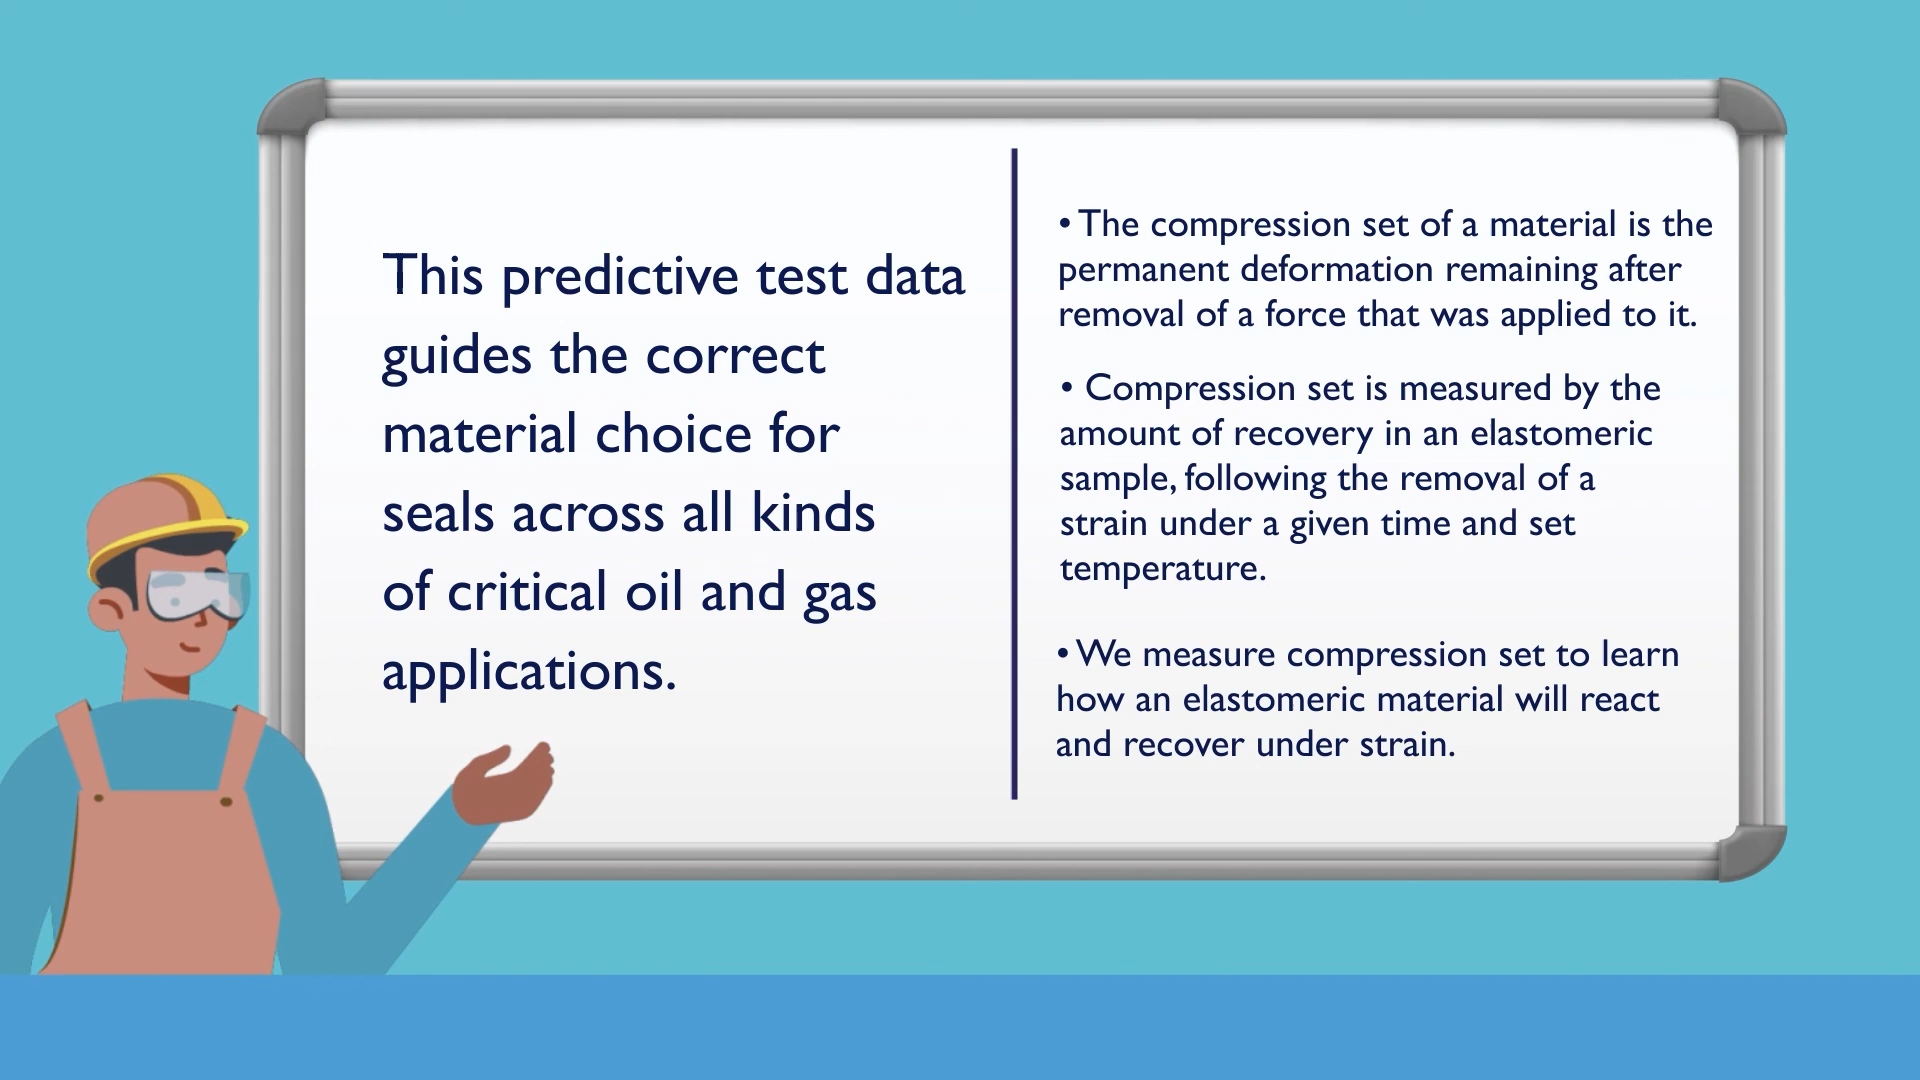 This predictive test data
guides the correct
material choice for
seals across all kinds
of critical oil and gas
applications.
• The compression set of a material is the
permanent deformation remaining after
removal of a force that was applied to it.
• Compression set is measured by the
amount of recovery in an elastomeric
sample, following the removal of a
strain under a given time and set
temperature.
• We measure compression set to learn
how an elastomeric material will react
and recover under strain.